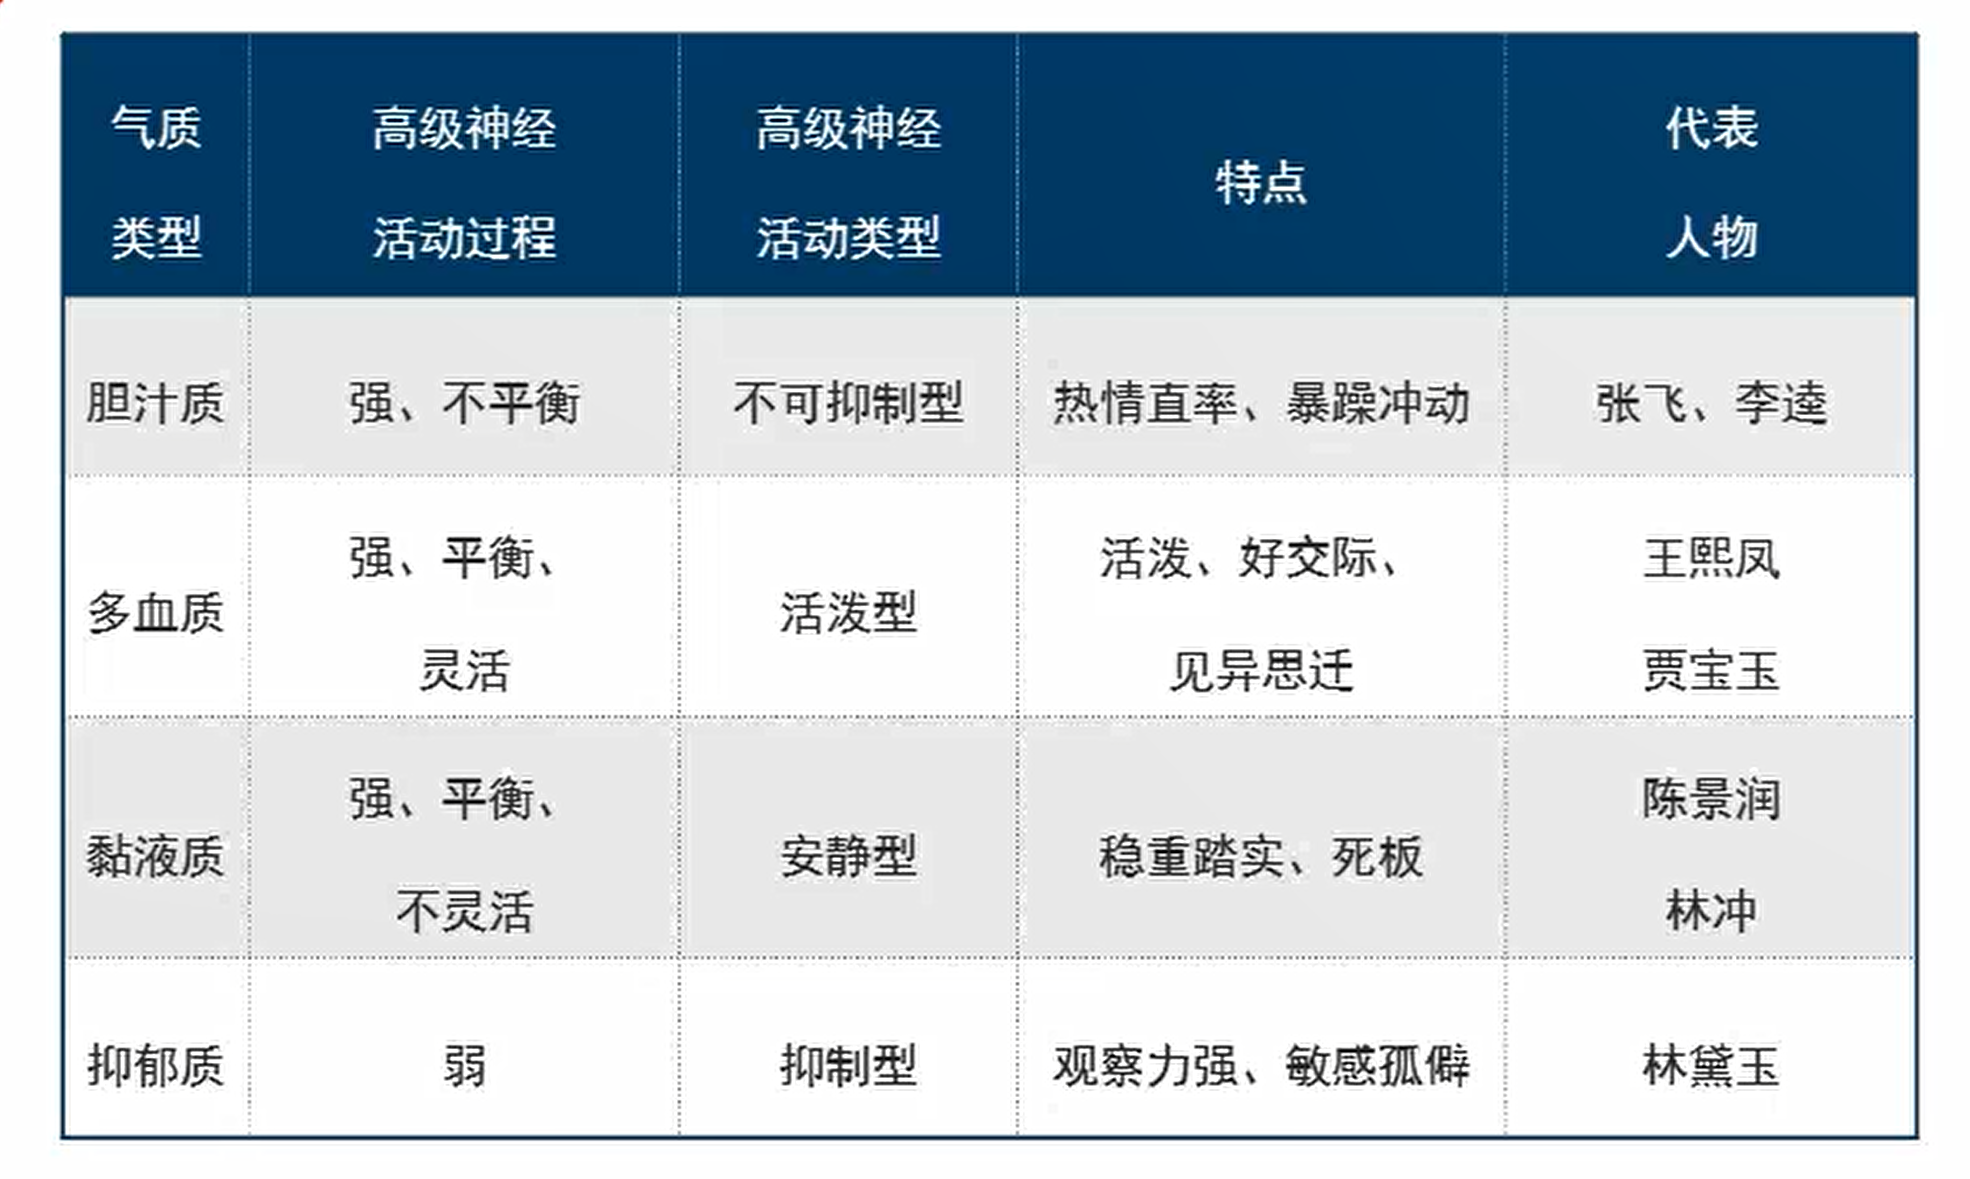 气质
类型
高级神经
活动过程
高级神经
活动类型
特点
代表
人物
胆汁质
强、不平衡
不可抑制型
热情直率、暴躁冲动
张飞、李逵
多血质
强、平衡、
灵活
活泼型
活泼、好交际、
见异思迁
王熙凤
贾宝玉
黏液质
强、平衡、
不灵活
安静型
稳重踏实、死板
陈景润
林冲
抑郁质
弱
抑制型
观察力强、敏感孤僻
林黛玉